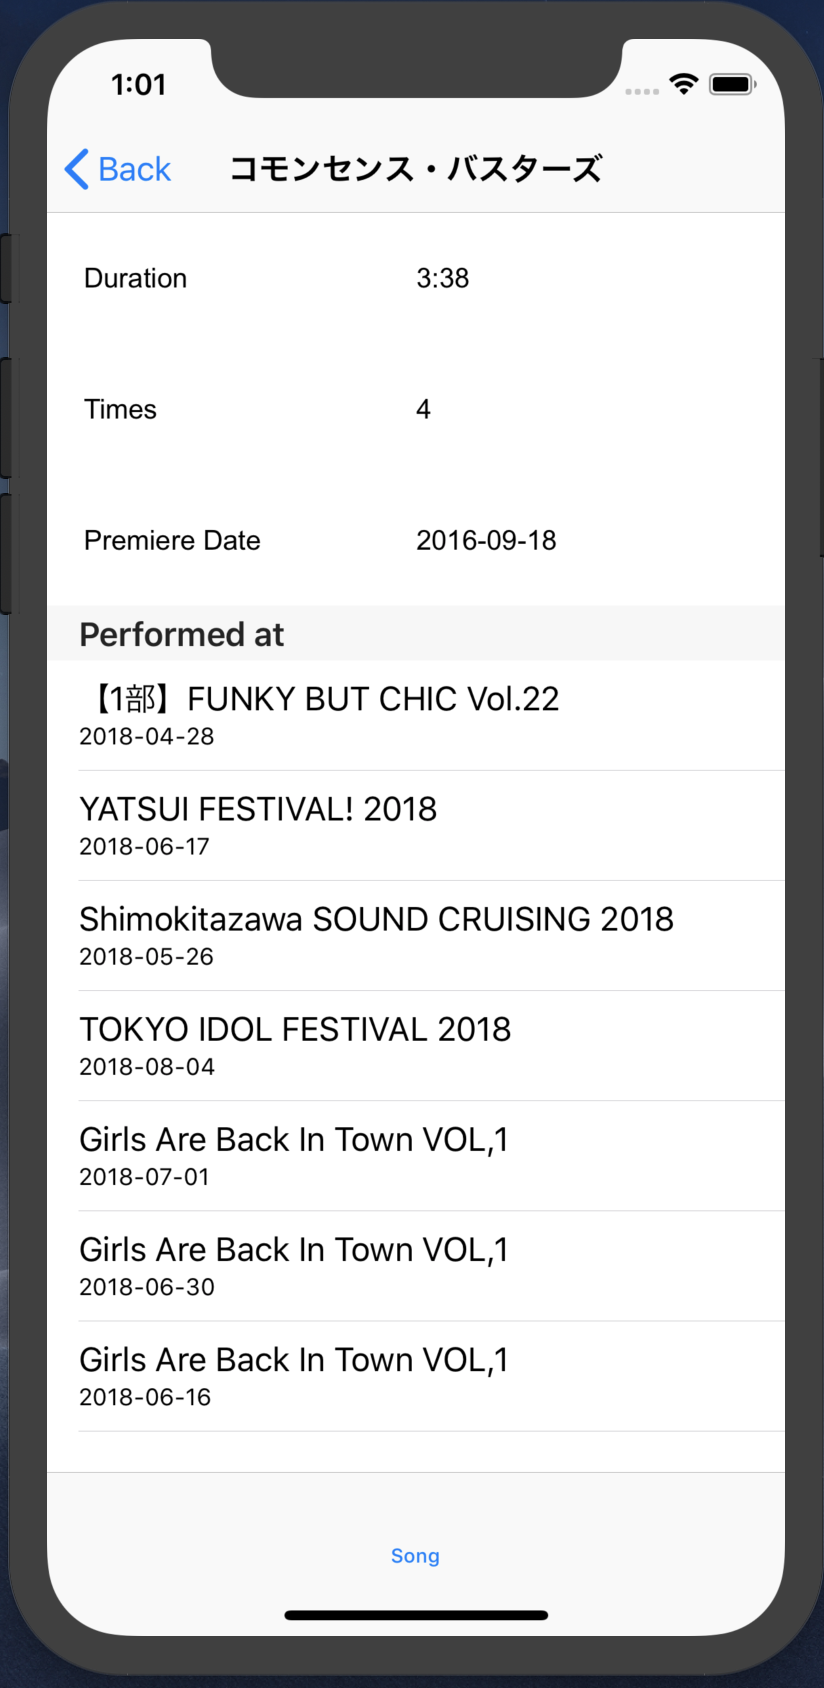 1:01
Back
コモンセンス・バスターズ
Duration 3:38
Times 4
Premiere Date 2016-09-18
Performed at
【1部】FUNKY BUT CHIC Vol.22
2018-04-28
YATSUI FESTIVAL! 2018
2018-06-17
Shimokitazawa SOUND CRUISING 2018
2018-05-26
TOKYO IDOL FESTIVAL 2018
2018-08-04
Girls Are Back In Town VOL,1
2018-07-01
Girls Are Back In Town VOL,1
2018-06-30
Girls Are Back In Town VOL,1
2018-06-16
Song